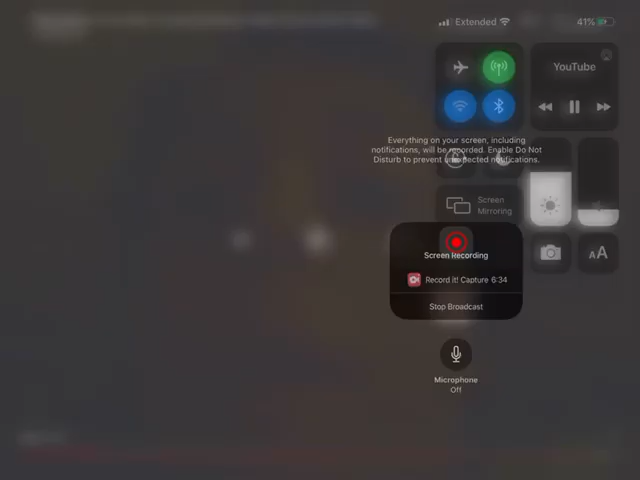 Extended
41%
YouTube
Everything on your screen, including
notifications, will be recorded. Enable Do Not
Disturb to prevent unexpected notifications.
Screen
Mirroring
Screen Recording
Record it! Capture 6:34
Stop Broadcast
AA
Microphone
Off